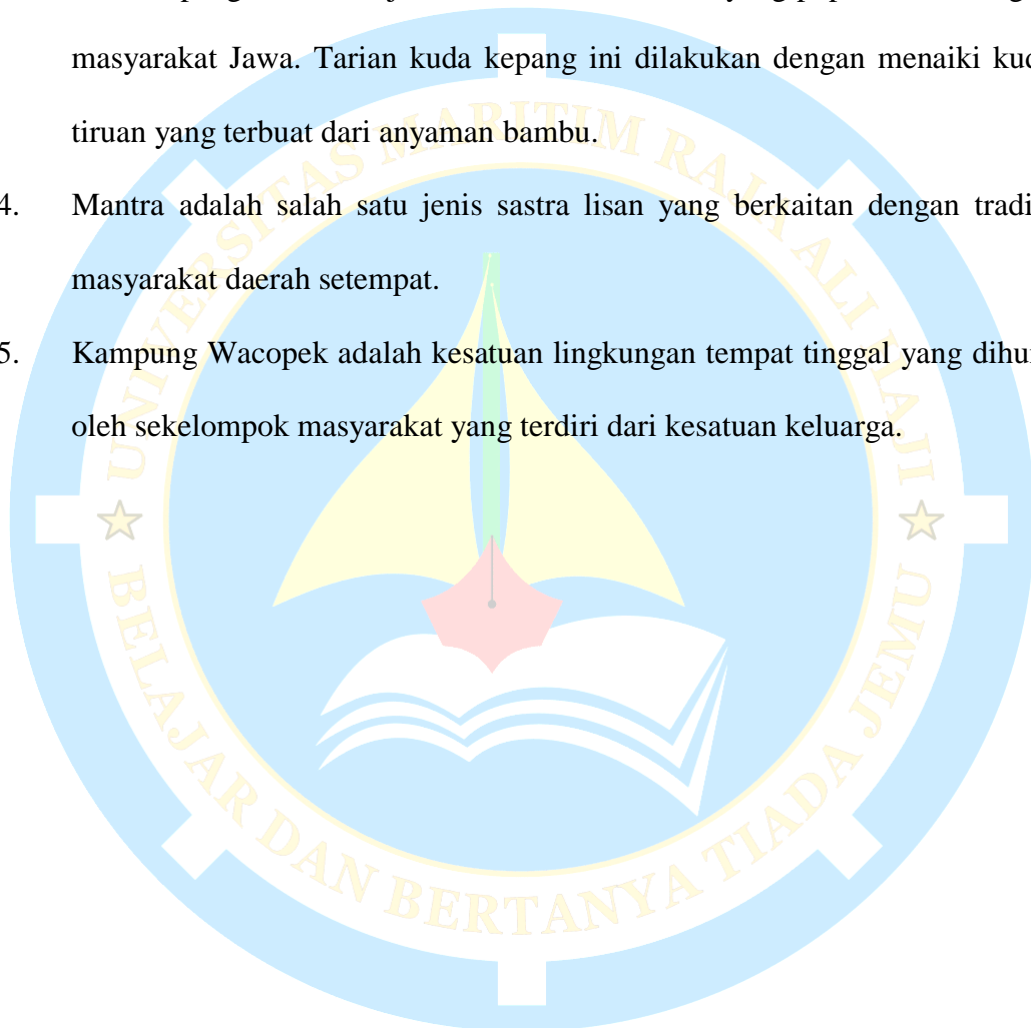 masyarakat Jawa. Tarian kuda kepang ini dilakukan dengan menaiki kud
tiruan yang terbuat dari anyaman bambu.
4. Mantra adalah salah satu jenis sastra lisan yang berkaitan dengan tradi
masyarakat daerah setempat.
5. Kampung Wacopek adalah kesatuan lingkungan tempat tinggal yang dihu
oleh sekelompok masyarakat yang terdiri dari kesatuan keluarga.
UNIVERSITAS MARITIM RAJA ALI HAJI
BELAJAR DAN BERTANYA TIADA JEMU